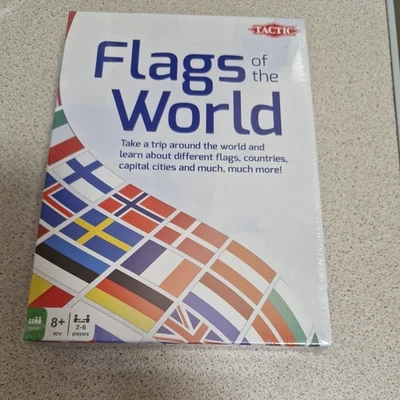 TACTIC
Flags of
the
World
Take a trip around the world and
learn about different flags, countries,
capital cities and much, much more!
8+
2-6
players